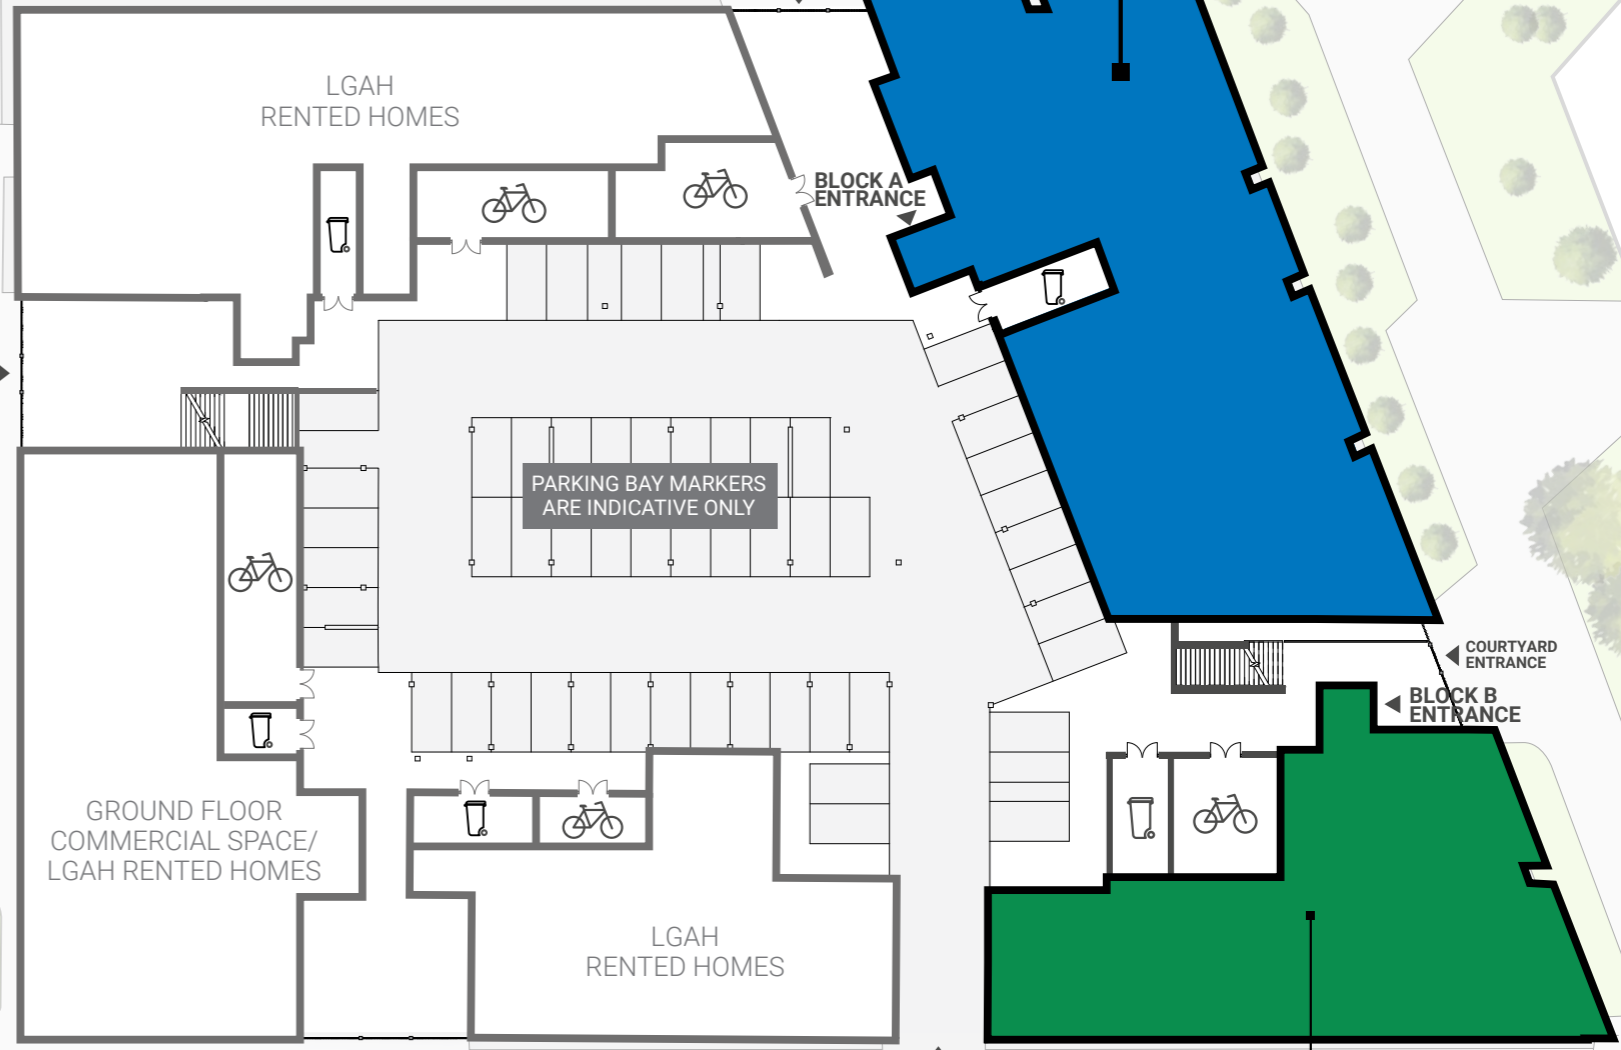 LGAH
RENTED HOMES
BLOCK A
ENTRANCE
PARKING BAY MARKERS
ARE INDICATIVE ONLY
COURTYARD
ENTRANCE
BLOCK B
ENTRANCE
GROUND FLOOR
COMMERCIAL SPACE/
LGAH RENTED HOMES
LGAH
RENTED HOMES